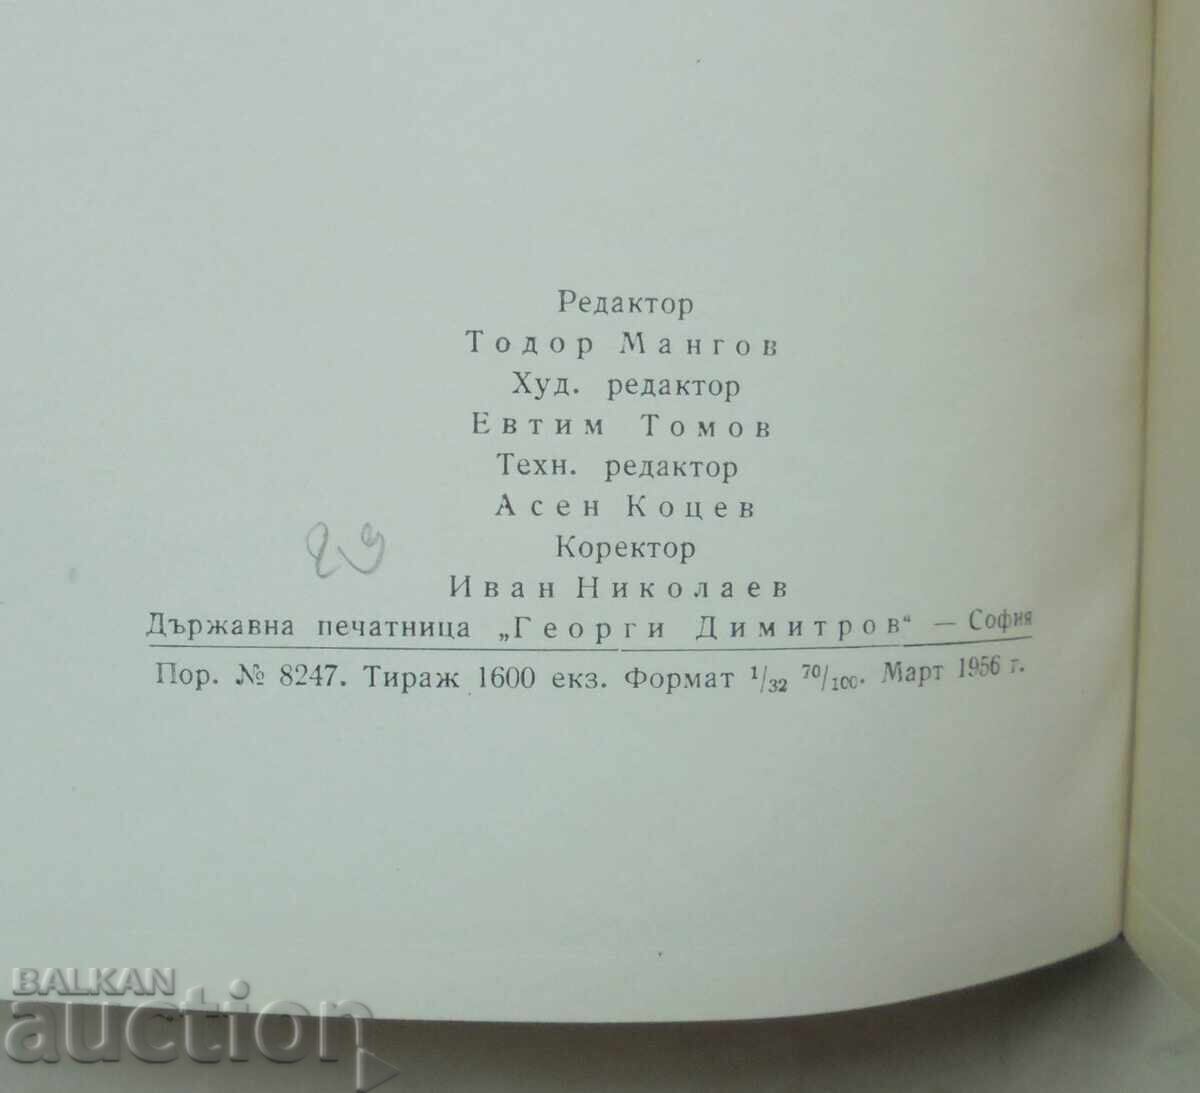 Редактор
Тодор Мангов
Худ. редактор
Евтим Томов
Техн. редактор
Асен Коцев
Коректор
Иван Николаев
Държавна печатница „Георги Димитров“ — София
Пор. № 8247. Тираж 1600 екз. Формат 1/32 70/100. Март 1956 г.
BALKAN
auction